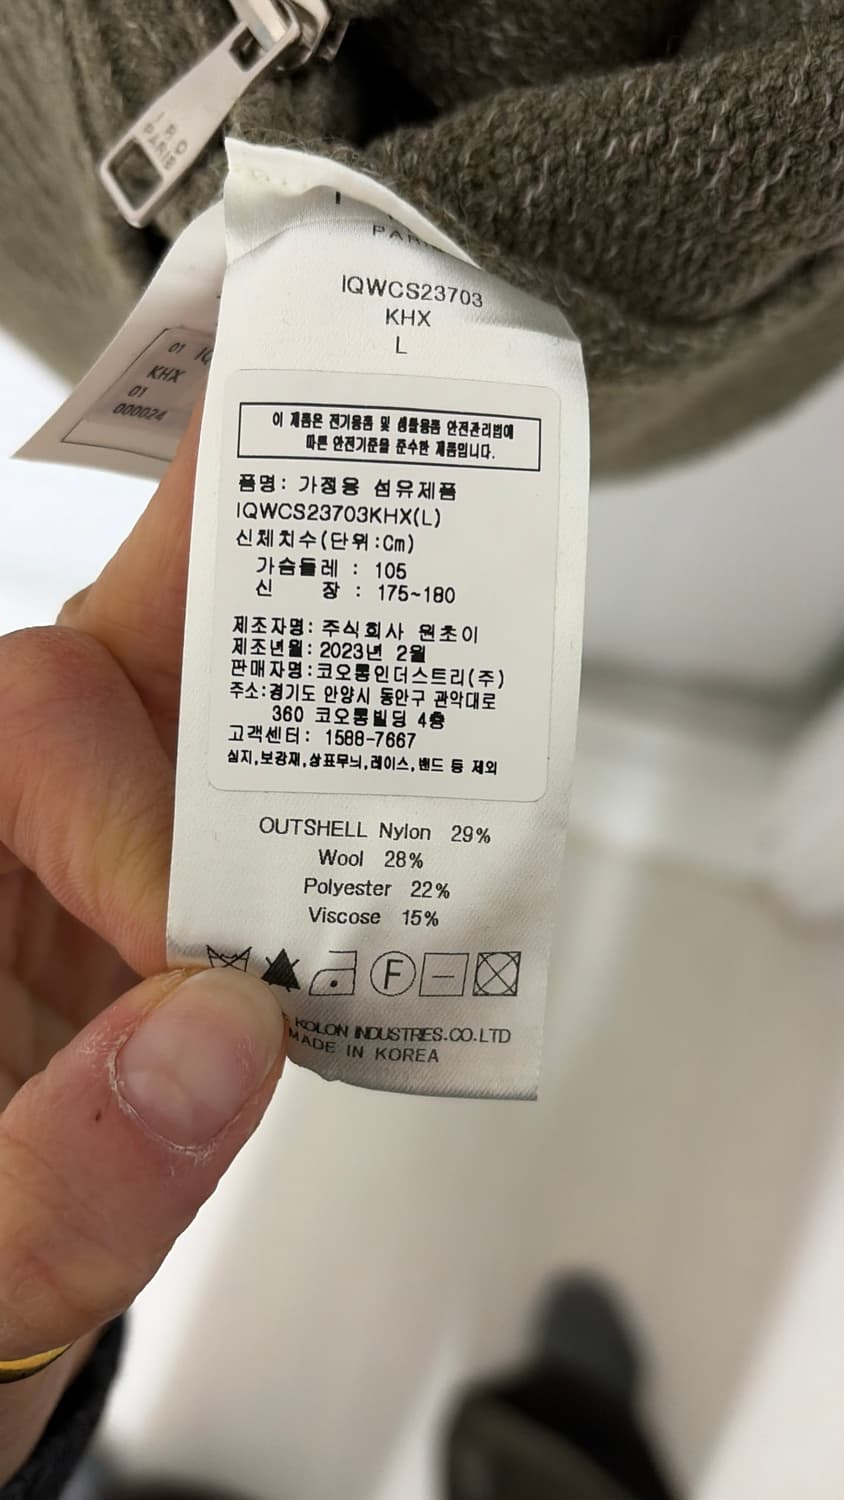 IRO
PARIS
PARIS
IQWCS23703
KHX
L
01 IQ
KHX
01
000024
이 제품은 전기용품 및 생활용품 안전관리법에
따른 안전기준을 준수한 제품입니다.
품명: 가정용 섬유제품
IQWCS23703KHX(L)
신체치수(단위:Cm)
가슴둘레 : 105
신 장 : 175~180
제조자명: 주식회사 원초이
제조년월: 2023년 2월
판매자명:코오롱인더스트리(주)
주소:경기도 안양시 동안구 관악대로
360 코오롱빌딩 4층
고객센터: 1588-7667
심지,보강재,상표무늬,레이스,밴드 등 제외
OUTSHELL Nylon 29%
Wool 28%
Polyester 22%
Viscose 15%
F
KOLON INDUSTRIES.CO.LTD
MADE IN KOREA